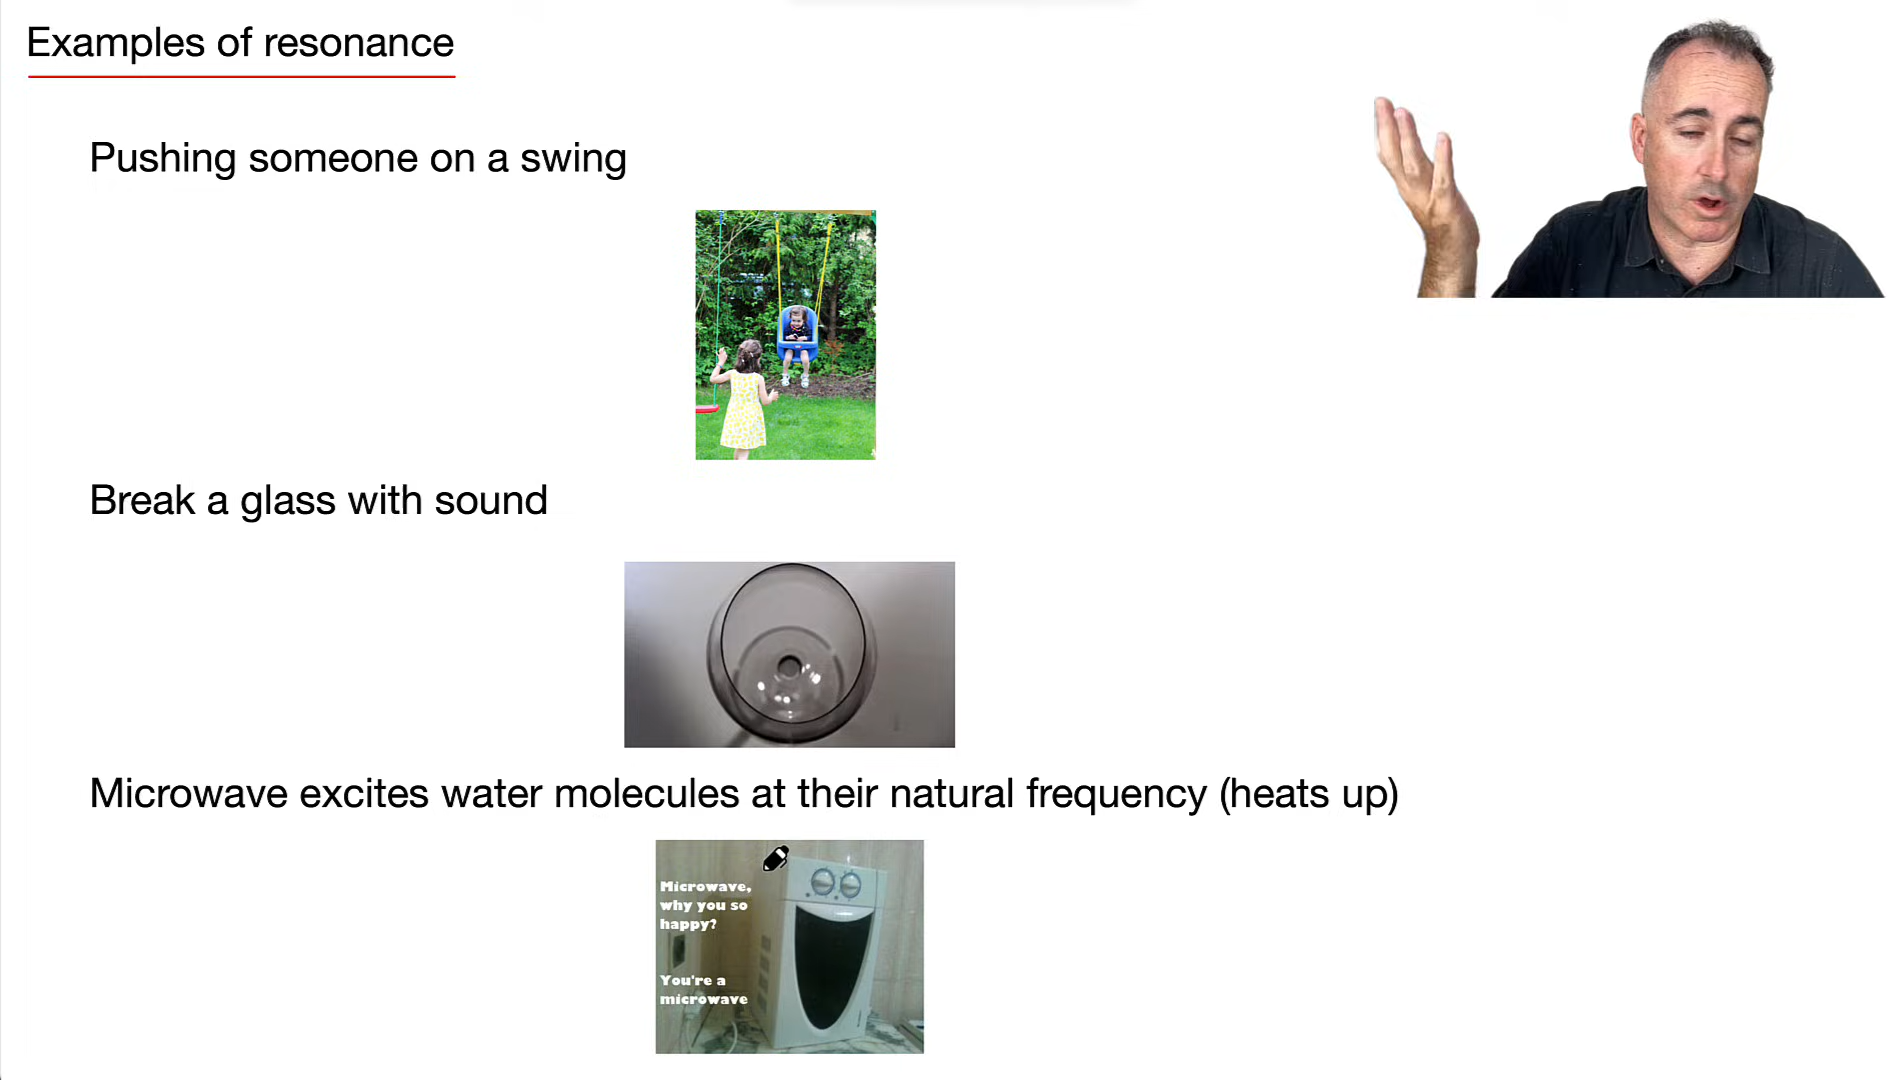 Examples of resonance
Pushing someone on a swing
Break a glass with sound
Microwave excites water molecules at their natural frequency (heats up)
Microwave,
why you so
happy?
You're a
microwave